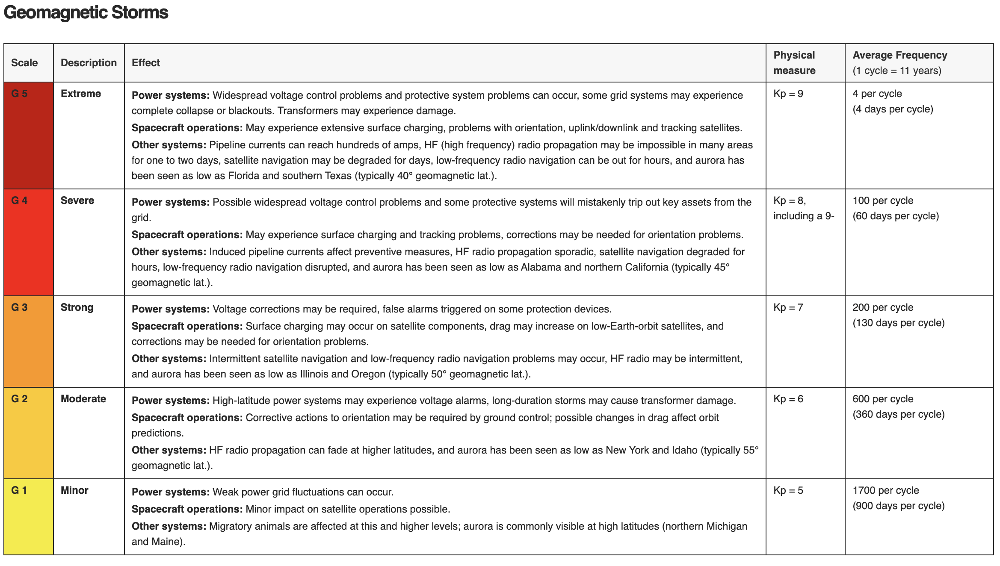 Geomagnetic Storms
Scale
Description
Effect
Physical
measure
Average Frequency
(1 cycle = 11 years)
G 5
Extreme
Power systems: Widespread voltage control problems and protective system problems can occur, some grid systems may experience
complete collapse or blackouts. Transformers may experience damage.
Spacecraft operations: May experience extensive surface charging, problems with orientation, uplink/downlink and tracking satellites.
Other systems: Pipeline currents can reach hundreds of amps, HF (high frequency) radio propagation may be impossible in many areas
for one to two days, satellite navigation may be degraded for days, low-frequency radio navigation can be out for hours, and aurora has
been seen as low as Florida and southern Texas (typically 40° geomagnetic lat.).
Kp = 9
4 per cycle
(4 days per cycle)
G 4
Severe
Power systems: Possible widespread voltage control problems and some protective systems will mistakenly trip out key assets from the
grid.
Spacecraft operations: May experience surface charging and tracking problems, corrections may be needed for orientation problems.
Other systems: Induced pipeline currents affect preventive measures, HF radio propagation sporadic, satellite navigation degraded for
hours, low-frequency radio navigation disrupted, and aurora has been seen as low as Alabama and northern California (typically 45°
geomagnetic lat.).
Kp = 8,
including a 9-
100 per cycle
(60 days per cycle)
G 3
Strong
Power systems: Voltage corrections may be required, false alarms triggered on some protection devices.
Spacecraft operations: Surface charging may occur on satellite components, drag may increase on low-Earth-orbit satellites, and
corrections may be needed for orientation problems.
Other systems: Intermittent satellite navigation and low-frequency radio navigation problems may occur, HF radio may be intermittent,
and aurora has been seen as low as Illinois and Oregon (typically 50° geomagnetic lat.).
Kp = 7
200 per cycle
(130 days per cycle)
G 2
Moderate
Power systems: High-latitude power systems may experience voltage alarms, long-duration storms may cause transformer damage.
Spacecraft operations: Corrective actions to orientation may be required by ground control; possible changes in drag affect orbit
predictions.
Other systems: HF radio propagation can fade at higher latitudes, and aurora has been seen as low as New York and Idaho (typically 55°
geomagnetic lat.).
Kp = 6
600 per cycle
(360 days per cycle)
G 1
Minor
Power systems: Weak power grid fluctuations can occur.
Spacecraft operations: Minor impact on satellite operations possible.
Other systems: Migratory animals are affected at this and higher levels; aurora is commonly visible at high latitudes (northern Michigan
and Maine).
Kp = 5
1700 per cycle
(900 days per cycle)